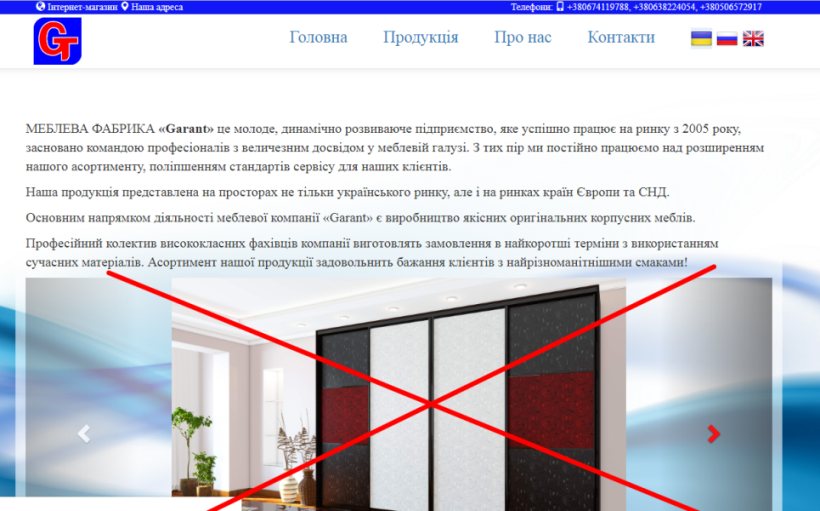 Інтернет-магазин Наша адреса
Телефони: +380674119788, +380638224054, +380506572917
GT
Головна Продукція Про нас Контакти
МЕБЛЕВА ФАБРИКА «Garant» це молоде, динамічно розвиваюче підприємство, яке успішно працює на ринку з 2005 року,
засновано командою професіоналів з величезним досвідом у меблевій галузі. З тих пір ми постійно працюємо над розширенням
нашого асортименту, поліпшенням стандартів сервісу для наших клієнтів.
Наша продукція представлена на просторах не тільки українського ринку, але і на ринках країн Європи та СНД.
Основним напрямком діяльності меблевої компанії «Garant» є виробництво якісних оригінальних корпусних меблів.
Професійний колектив висококласних фахівців компанії виготовлять замовлення в найкоротші терміни з використанням
сучасних матеріалів. Асортимент нашої продукції задовольнить бажання клієнтів з найрізноманітнішими смаками!